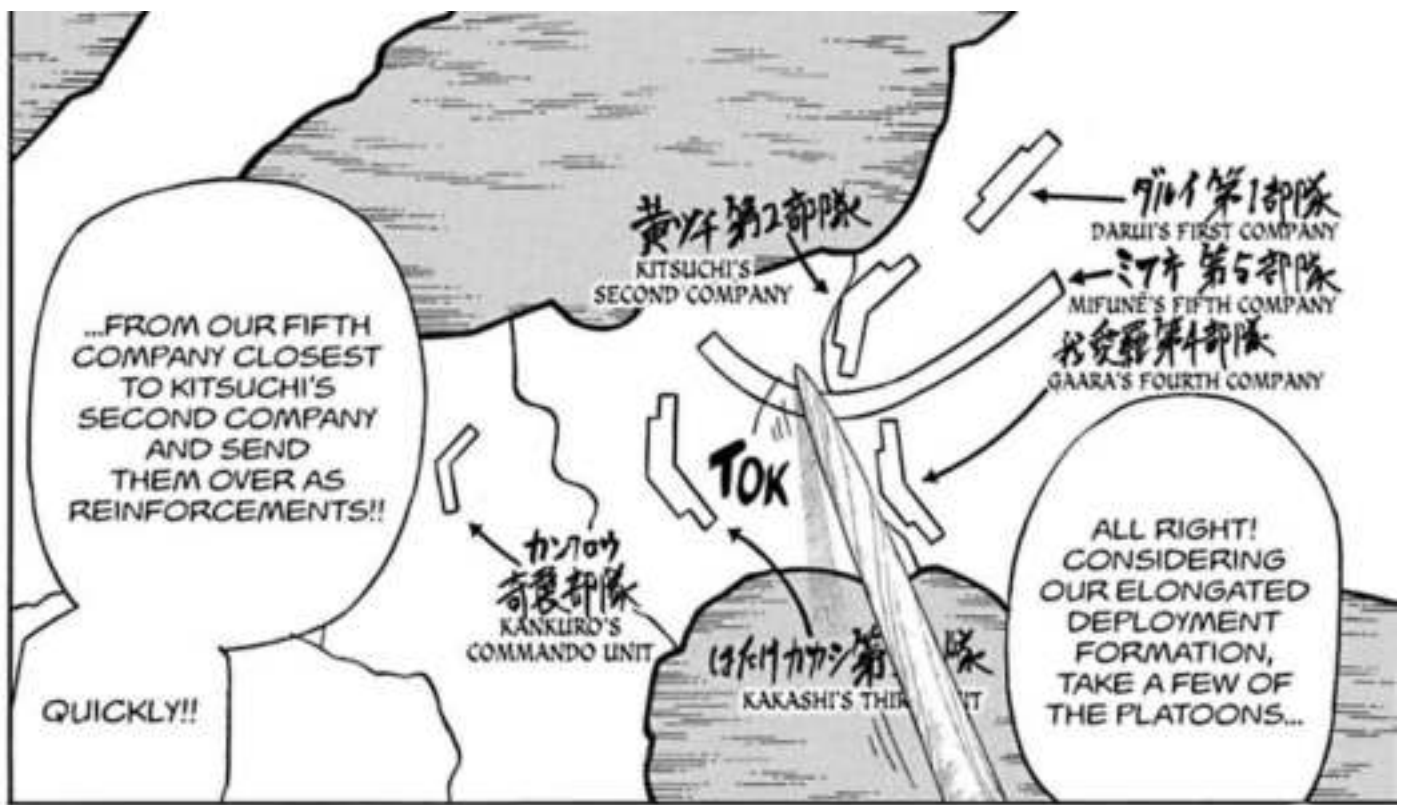 ダルイ 第1部隊
DARUI'S FIRST COMPANY
ミフネ 第5部隊
MIFUNE'S FIFTH COMPANY
我愛羅第4部隊
GAARA'S FOURTH COMPANY
黄ツチ 第2部隊
KITSUCHI'S
SECOND COMPANY
ALL RIGHT!
CONSIDERING
OUR ELONGATED
DEPLOYMENT
FORMATION,
TAKE A FEW OF
THE PLATOONS...
TOK
はたけカカシ第
KAKASHI'S
カンクロウ
奇襲部隊
KANKURO'S
COMMANDO UNIT
...FROM OUR FIFTH
COMPANY CLOSEST
TO KITSUCHI'S
SECOND COMPANY
AND SEND
THEM OVER AS
REINFORCEMENTS!!
QUICKLY!!